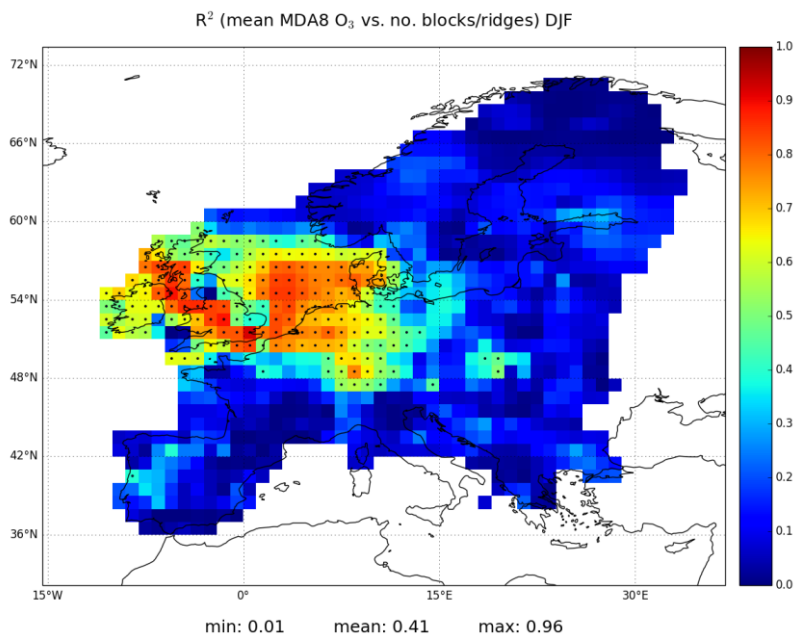 R² (mean MDA8 O₃ vs. no. blocks/ridges) DJF
72°N
66°N
60°N
54°N
48°N
42°N
36°N
15°W 0° 15°E 30°E
1.0
0.9
0.8
0.7
0.6
0.5
0.4
0.3
0.2
0.1
0.0
min: 0.01 mean: 0.41 max: 0.96